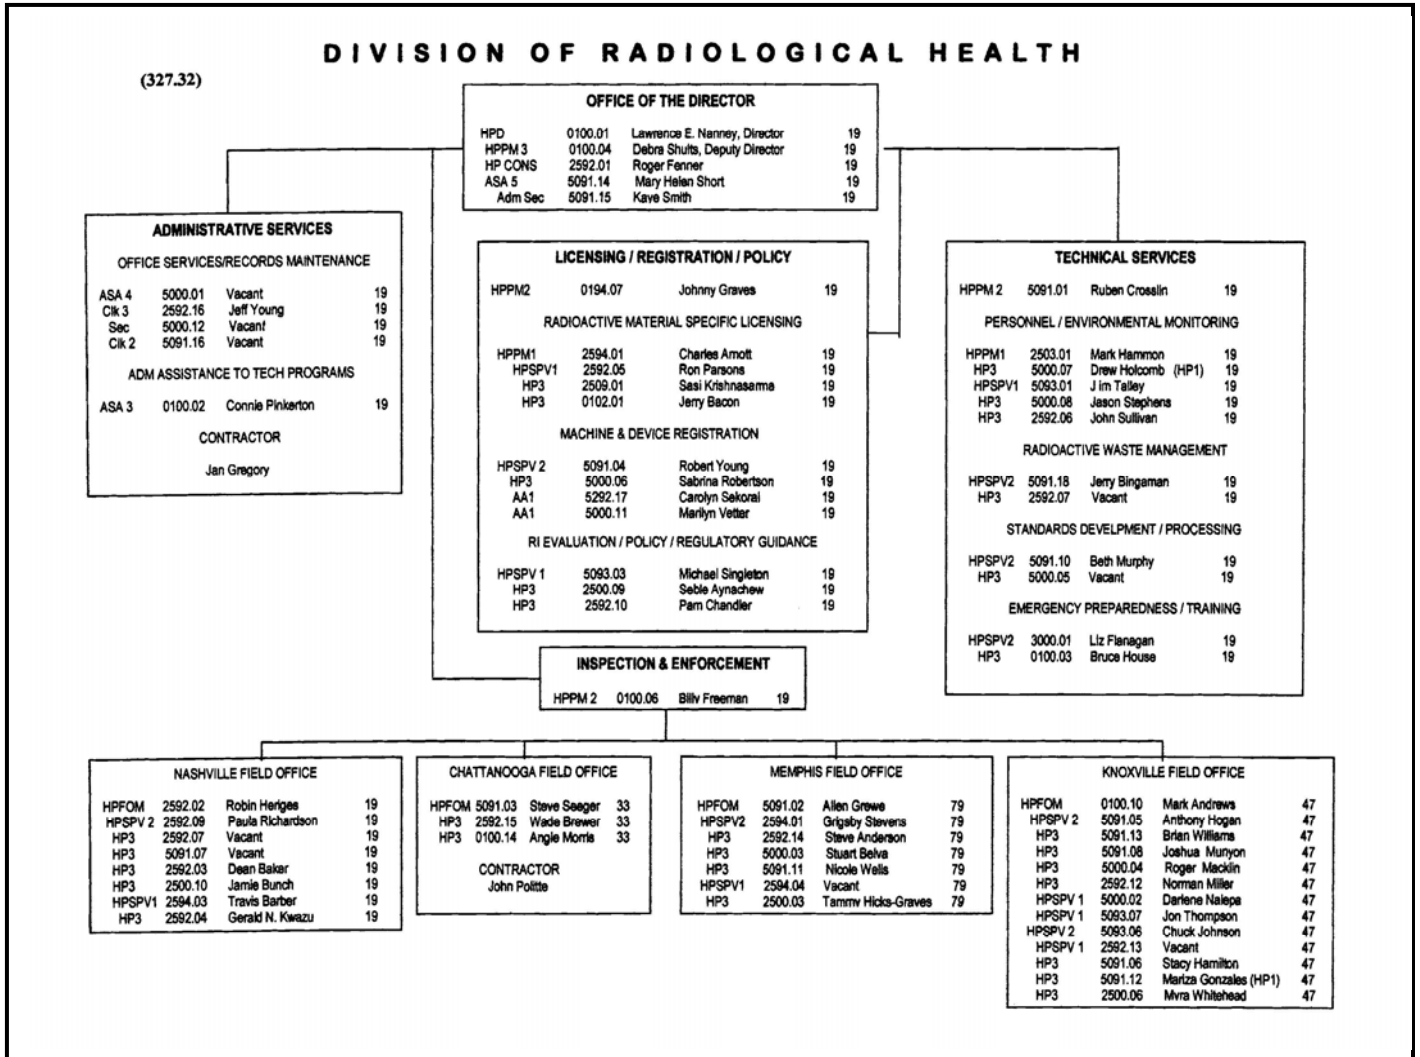 DIVISION OF RADIOLOGICAL HEALTH
(327.32)
OFFICE OF THE DIRECTOR
HPD 0100.01 Lawrence E. Nanney, Director 19
HPPM 3 0100.04 Debra Shults, Deputy Director 19
HP CONS 2592.01 Roger Fenner 19
ASA 5 5091.14 Mary Helen Short 19
Adm Sec 5091.15 Kaye Smith 19
ADMINISTRATIVE SERVICES
OFFICE SERVICES/RECORDS MAINTENANCE
ASA 4 5000.01 Vacant 19
Clk 3 2592.16 Jeff Young 19
Sec 5000.12 Vacant 19
Clk 2 5091.16 Vacant 19
ADM ASSISTANCE TO TECH PROGRAMS
ASA 3 0100.02 Connie Pinkerton 19
CONTRACTOR
Jan Gregory
LICENSING / REGISTRATION / POLICY
HPPM2 0194.07 Johnny Graves 19
RADIOACTIVE MATERIAL SPECIFIC LICENSING
HPPM1 2594.01 Charles Arnott 19
HPSPV1 2592.05 Ron Parsons 19
HP3 2509.01 Sasi Krishnasarma 19
HP3 0102.01 Jerry Bacon 19
MACHINE & DEVICE REGISTRATION
HPSPV 2 5091.04 Robert Young 19
HP3 5000.06 Sabrina Robertson 19
AA1 5292.17 Carolyn Sekoral 19
AA1 5000.11 Marilyn Vetter 19
RI EVALUATION / POLICY / REGULATORY GUIDANCE
HPSPV 1 5093.03 Michael Singleton 19
HP3 2500.09 Seble Aynachew 19
HP3 2592.10 Pam Chandler 19
TECHNICAL SERVICES
HPPM 2 5091.01 Ruben Crosslin 19
PERSONNEL / ENVIRONMENTAL MONITORING
HPPM1 2503.01 Mark Hammon 19
HP3 5000.07 Drew Holcomb (HP1) 19
HPSPV1 5093.01 Jim Talley 19
HP3 5000.08 Jason Stephens 19
HP3 2592.06 John Sullivan 19
RADIOACTIVE WASTE MANAGEMENT
HPSPV2 5091.18 Jerry Bingaman 19
HP3 2592.07 Vacant 19
STANDARDS DEVELPMENT / PROCESSING
HPSPV2 5091.10 Beth Murphy 19
HP3 5000.05 Vacant 19
EMERGENCY PREPAREDNESS / TRAINING
HPSPV2 3000.01 Liz Flanagan 19
HP3 0100.03 Bruce House 19
INSPECTION & ENFORCEMENT
HPPM 2 0100.06 Billy Freeman 19
NASHVILLE FIELD OFFICE
HPFOM 2592.02 Robin Heriges 19
HPSPV 2 2592.09 Paula Richardson 19
HP3 2592.07 Vacant 19
HP3 5091.07 Vacant 19
HP3 2592.03 Dean Baker 19
HP3 2500.10 Jamie Bunch 19
HPSPV1 2594.03 Travis Barber 19
HP3 2592.04 Gerald N. Kwazu 19
CHATTANOOGA FIELD OFFICE
HPFOM 5091.03 Steve Seeger 33
HP3 2592.15 Wade Brewer 33
HP3 0100.14 Angie Morris 33
CONTRACTOR
John Politte
MEMPHIS FIELD OFFICE
HPFOM 5091.02 Allen Grewe 79
HPSPV2 2594.01 Grigsby Stevens 79
HP3 2592.14 Steve Anderson 79
HP3 5000.03 Stuart Belva 79
HP3 5091.11 Nicole Wells 79
HPSPV1 2594.04 Vacant 79
HP3 2500.03 Tammy Hicks-Graves 79
KNOXVILLE FIELD OFFICE
HPFOM 0100.10 Mark Andrews 47
HPSPV 2 5091.05 Anthony Hogan 47
HP3 5091.13 Brian Williams 47
HP3 5091.08 Joshua Munyon 47
HP3 5000.04 Roger Macklin 47
HP3 2592.12 Norman Miller 47
HPSPV 1 5000.02 Darlene Nalepa 47
HPSPV 1 5093.07 Jon Thompson 47
HPSPV 2 5093.06 Chuck Johnson 47
HPSPV 1 2592.13 Vacant 47
HP3 5091.06 Stacy Hamilton 47
HP3 5091.12 Mariza Gonzales (HP1) 47
HP3 2500.06 Myra Whitehead 47